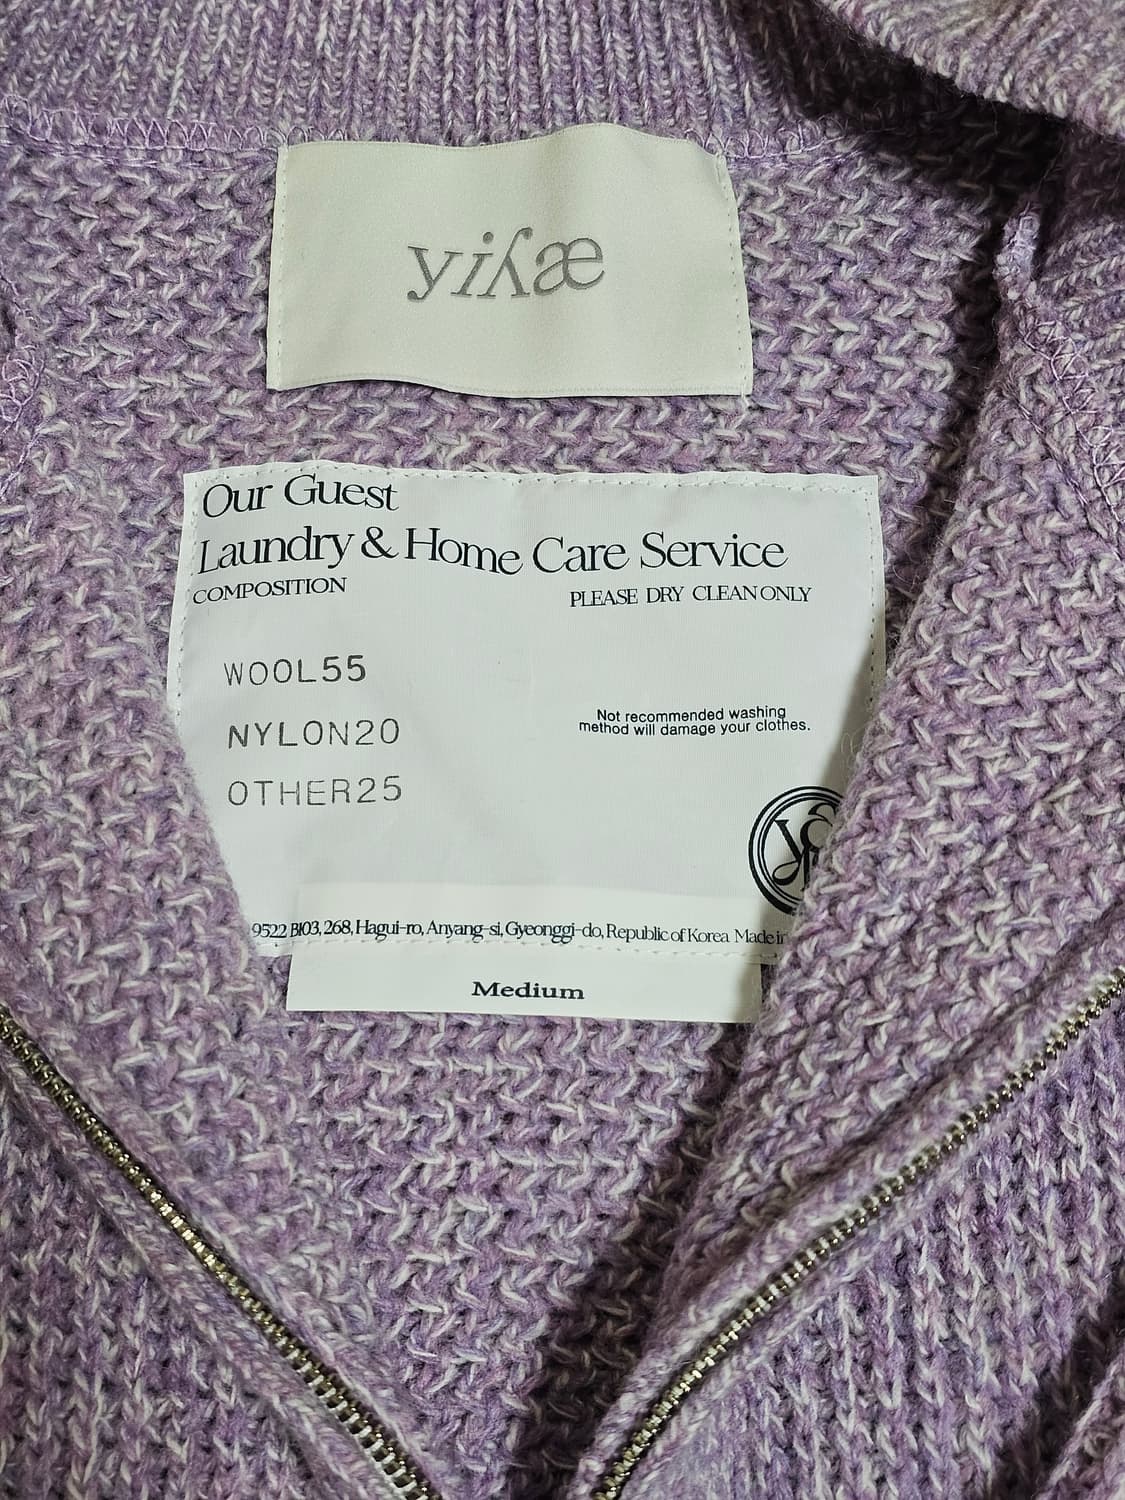 yiʎæ
Our Guest
Laundry & Home Care Service
COMPOSITION
PLEASE DRY CLEAN ONLY
WOOL55
NYLON20
OTHER25
Not recommended washing
method will damage your clothes.
9522 B103, 268, Hagui-ro, Anyang-si, Gyeonggi-do, Republic of Korea Made in
Medium